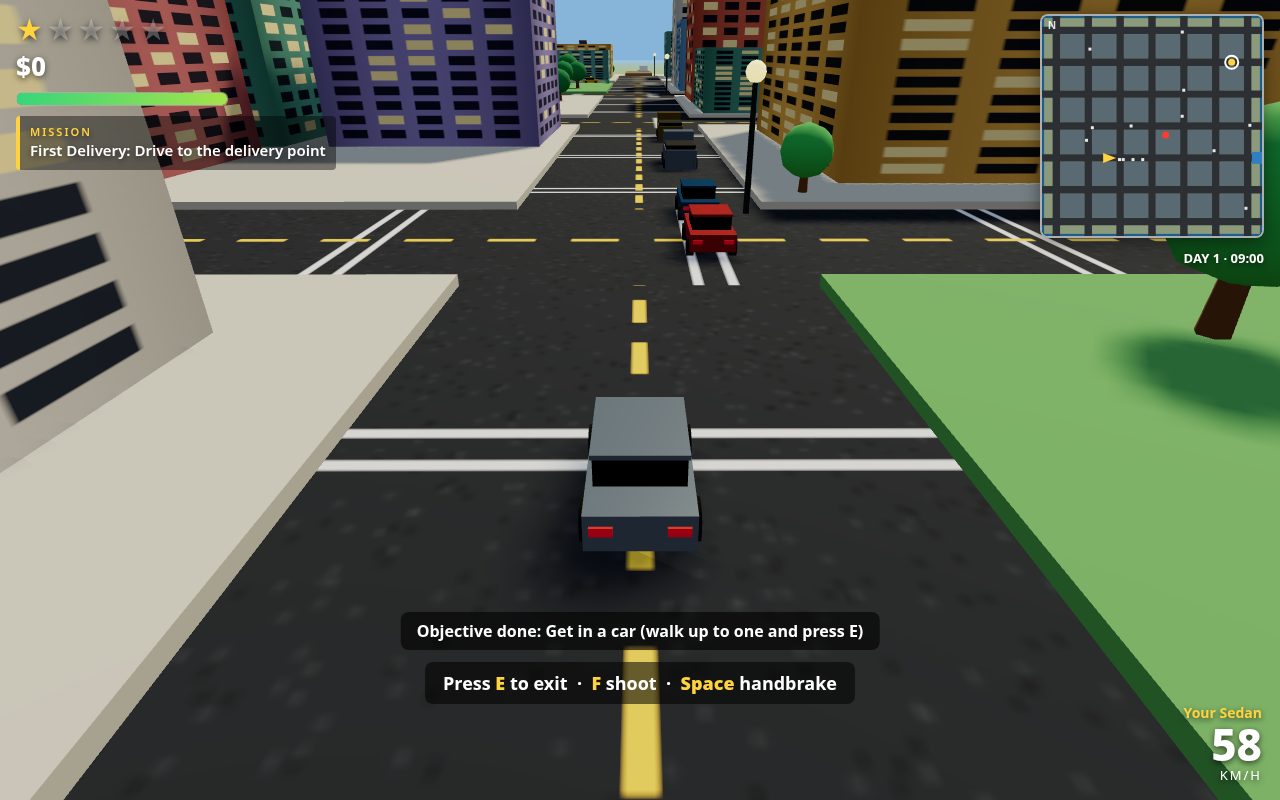 $0
MISSION
First Delivery: Drive to the delivery point
N
DAY 1 · 09:00
Objective done: Get in a car (walk up to one and press E)
Press E to exit · F shoot · Space handbrake
Your Sedan
58
KM/H